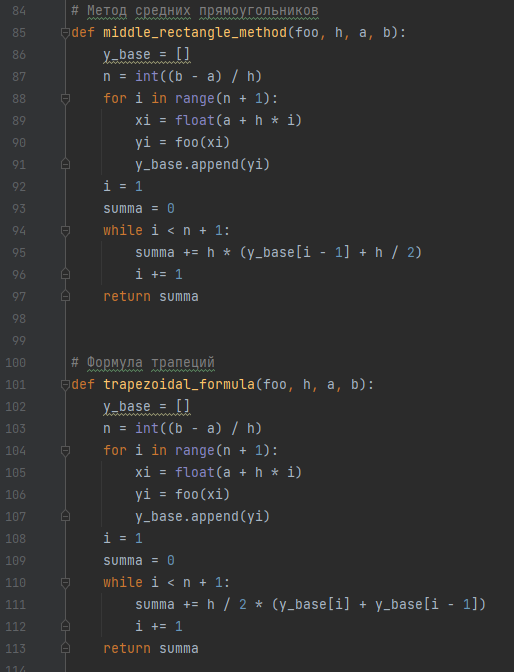 84 # Метод средних прямоугольников
85 def middle_rectangle_method(foo, h, a, b):
86     y_base = []
87     n = int((b - a) / h)
88     for i in range(n + 1):
89         xi = float(a + h * i)
90         yi = foo(xi)
91         y_base.append(yi)
92     i = 1
93     summa = 0
94     while i < n + 1:
95         summa += h * (y_base[i - 1] + h / 2)
96         i += 1
97     return summa
98
99
100 # Формула трапеций
101 def trapezoidal_formula(foo, h, a, b):
102     y_base = []
103     n = int((b - a) / h)
104     for i in range(n + 1):
105         xi = float(a + h * i)
106         yi = foo(xi)
107         y_base.append(yi)
108     i = 1
109     summa = 0
110     while i < n + 1:
111         summa += h / 2 * (y_base[i] + y_base[i - 1])
112         i += 1
113     return summa
114